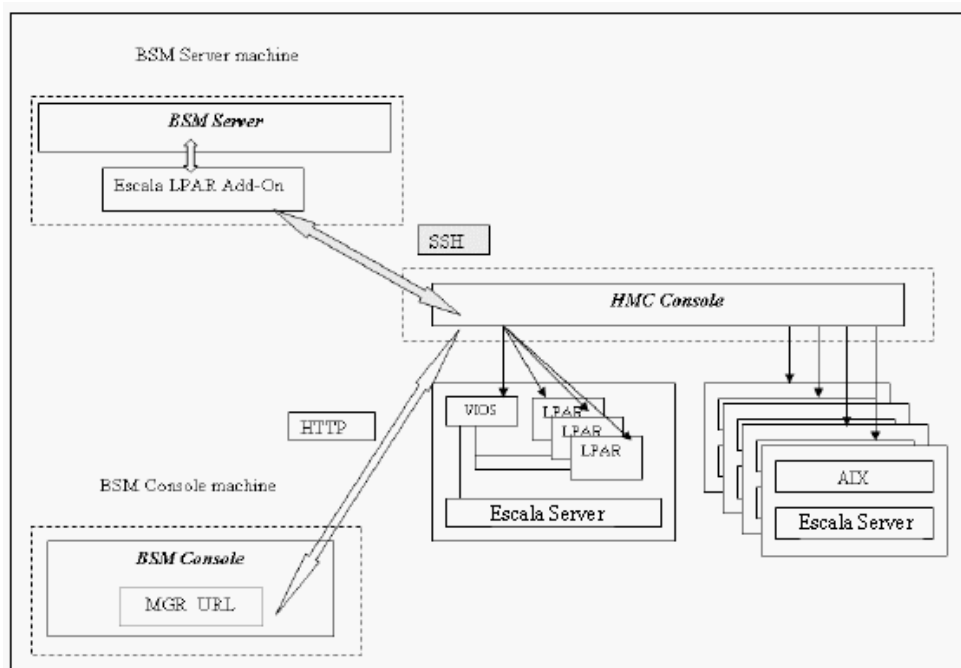 BSM Server machine
BSM Server
Escala LPAR Add-On
SSH
HMC Console
VIOS
LPAR
LPAR
LPAR
HTTP
Escala Server
AIX
Escala Server
BSM Console machine
BSM Console
MGR URL